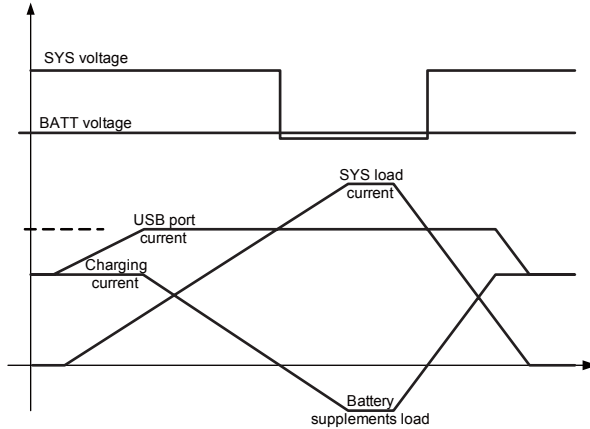 SYS voltage
BATT voltage
SYS load
current
USB port
current
Charging
current
Battery
supplements load